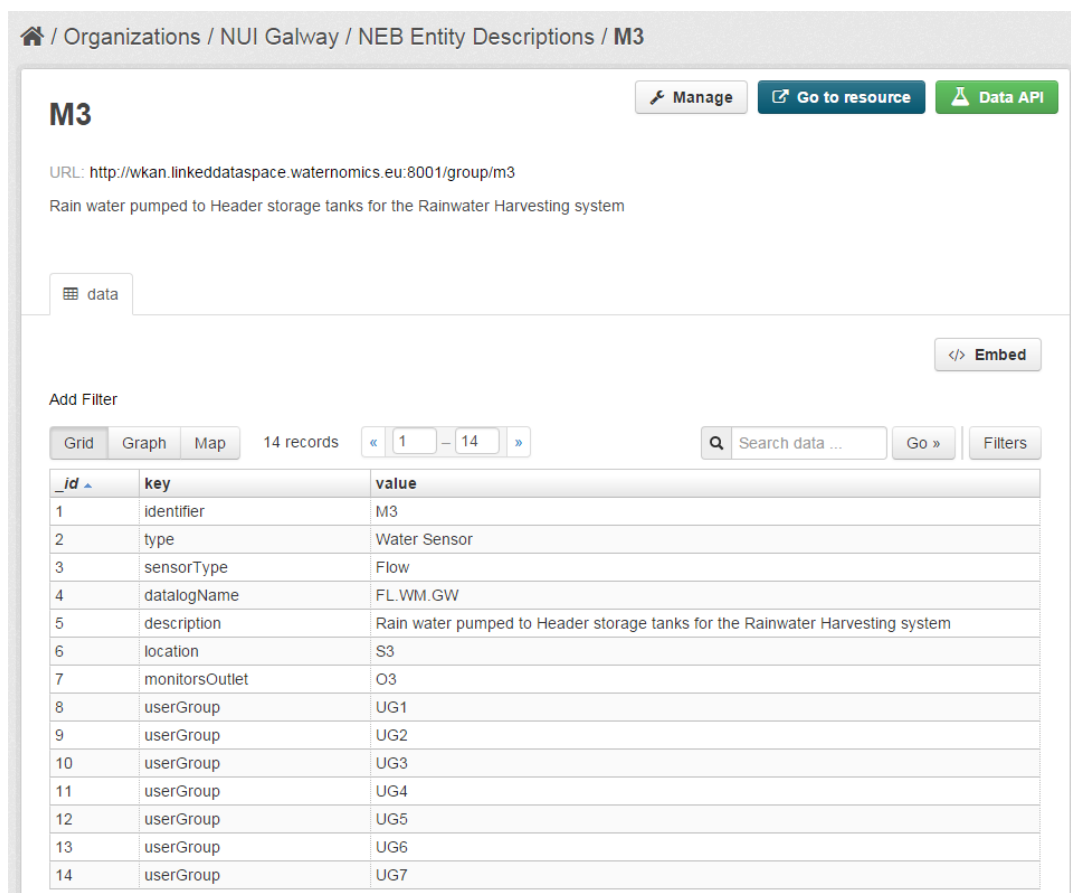 / Organizations / NUI Galway / NEB Entity Descriptions / M3
M3
Manage
Go to resource
Data API
URL: http://wkan.linkeddataspace.waternomics.eu:8001/group/m3
Rain water pumped to Header storage tanks for the Rainwater Harvesting system
data
</> Embed
Add Filter
Grid Graph Map 14 records « 1 – 14 » Search data ... Go » Filters
_id key value
1 identifier M3
2 type Water Sensor
3 sensorType Flow
4 datalogName FL.WM.GW
5 description Rain water pumped to Header storage tanks for the Rainwater Harvesting system
6 location S3
7 monitorsOutlet O3
8 userGroup UG1
9 userGroup UG2
10 userGroup UG3
11 userGroup UG4
12 userGroup UG5
13 userGroup UG6
14 userGroup UG7